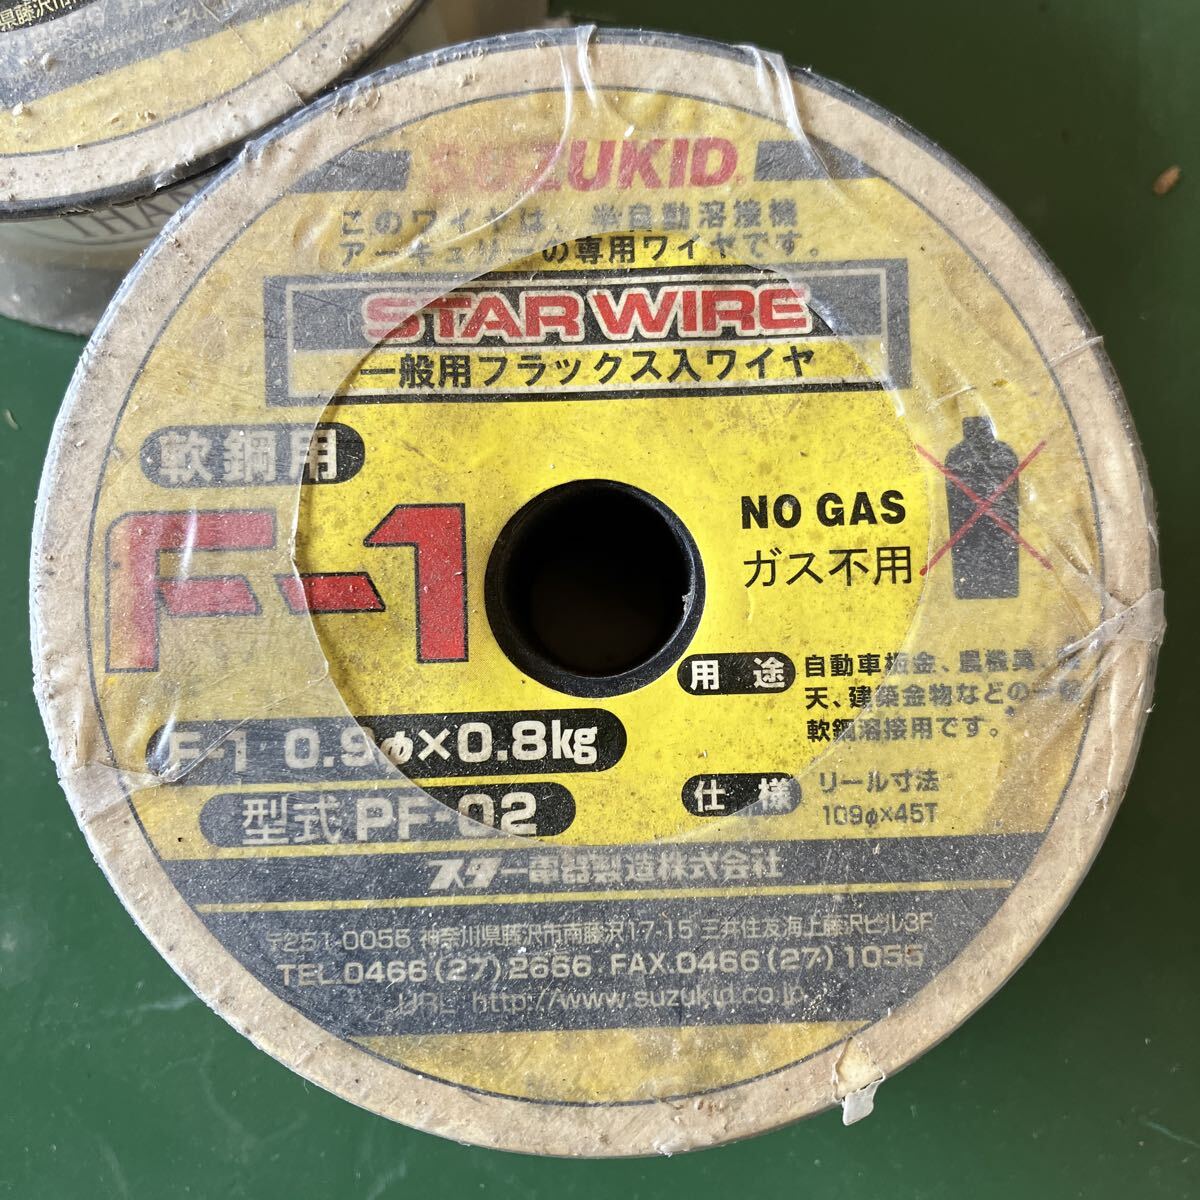 県藤沢市
SUZUKID
このワイヤは、半自動溶接機
アーキュリーの専用ワイヤです。
STAR WIRE
一般用フラックス入ワイヤ
軟鋼用
F-1
NO GAS
ガス不用
用途
自動車板金、農機具、
天、建築金物などの一般
軟鋼溶接用です。
F-1 0.9φ×0.8kg
型式 PF-02
仕様
リール寸法
109φ×45T
スター電器製造株式会社
〒251-0055 神奈川県藤沢市南藤沢17-15 三井住友海上藤沢ビル3F
TEL.0466(27)2666 FAX.0466(27)1055
URL http://www.suzukid.co.jp